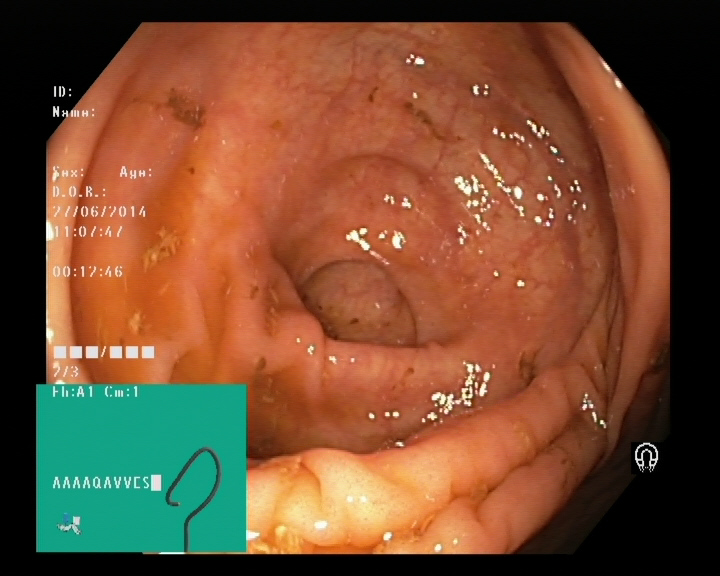 ID:
Name:
Sex: Age:
D.O.B.:
27/06/2014
11:07:47
00:12:46
■■■/■■■
2/3
Eh:A1 Cm:1
AAAAQAVVES